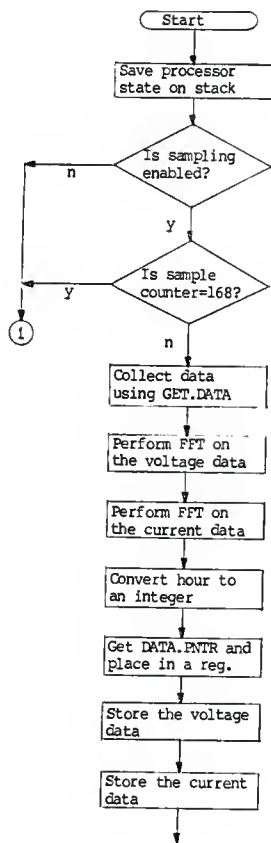 Start
Save processor
state on stack
Is sampling
enabled?
n
y
Is sample
counter=168?
y
n
1
Collect data
using GET.DATA
Perform FFT on
the voltage data
Perform FFT on
the current data
Convert hour to
an integer
Get DATA.PNTR and
place in a reg.
Store the voltage
data
Store the current
data